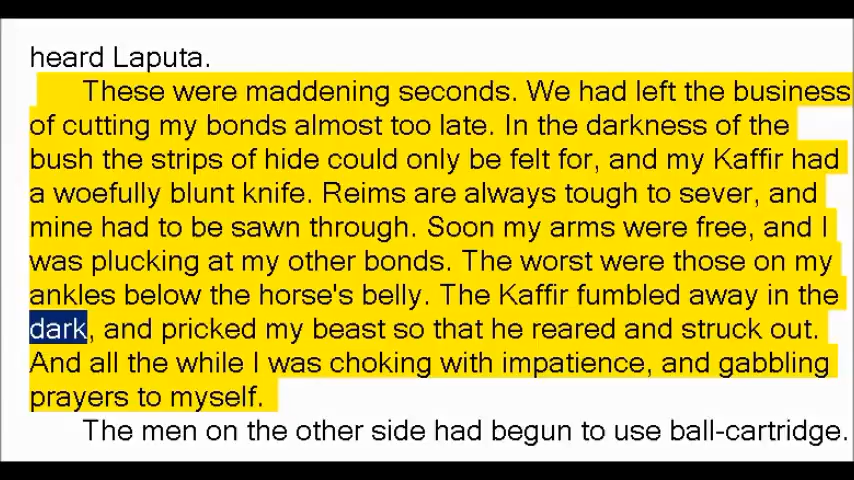 heard Laputa.
These were maddening seconds. We had left the business
of cutting my bonds almost too late. In the darkness of the
bush the strips of hide could only be felt for, and my Kaffir had
a woefully blunt knife. Reims are always tough to sever, and
mine had to be sawn through. Soon my arms were free, and I
was plucking at my other bonds. The worst were those on my
ankles below the horse's belly. The Kaffir fumbled away in the
dark, and pricked my beast so that he reared and struck out.
And all the while I was choking with impatience, and gabbling
prayers to myself.
The men on the other side had begun to use ball-cartridge.